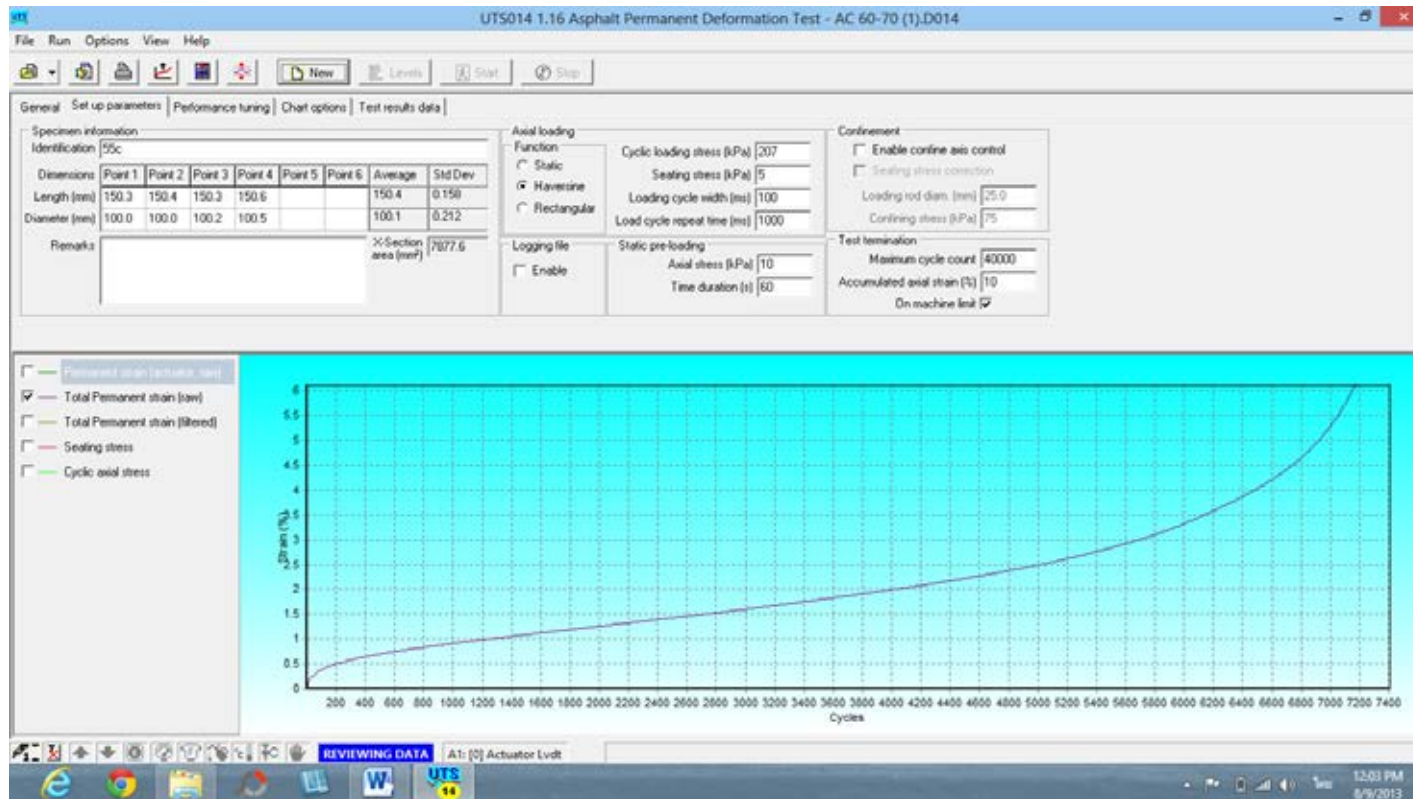 UTS
UTS014 1.16 Asphalt Permanent Deformation Test - AC 60-70 (1).D014
File Run Options View Help
New Levels Start Stop
General Set up parameters Performance tuning Chart options Test results data
Specimen information
Identification 55c
Dimensions Point 1 Point 2 Point 3 Point 4 Point 5 Point 6 Average Std Dev
Length (mm) 150.3 150.4 150.3 150.6 150.4 0.158
Diameter (mm) 100.0 100.0 100.2 100.5 100.1 0.212
Remarks
X-Section area (mm²) 7877.6
Axial loading
Function
Static
Haversine
Rectangular
Cyclic loading stress (kPa) 207
Seating stress (kPa) 5
Loading cycle width (ms) 100
Load cycle repeat time (ms) 1000
Logging file
Enable
Static pre-loading
Axial stress (kPa) 10
Time duration (s) 60
Confinement
Enable confine axis control
Seating stress correction
Loading rod diam. (mm) 25.0
Confining stress (kPa) 75
Test termination
Maximum cycle count 40000
Accumulated axial strain (%) 10
On machine limit
Permanent strain (actuator, raw)
Total Permanent strain (raw)
Total Permanent strain (filtered)
Seating stress
Cyclic axial stress
6
5.5
5
4.5
4
3.5
3
2.5
2
1.5
1
0.5
0
Strain (%)
200 400 600 800 1000 1200 1400 1600 1800 2000 2200 2400 2600 2800 3000 3200 3400 3600 3800 4000 4200 4400 4600 4800 5000 5200 5400 5600 5800 6000 6200 6400 6600 6800 7000 7200 7400
Cycles
REVIEWING DATA A1: [0] Actuator Lvdt
UTS
14
ไทย
12:03 PM
8/9/2013